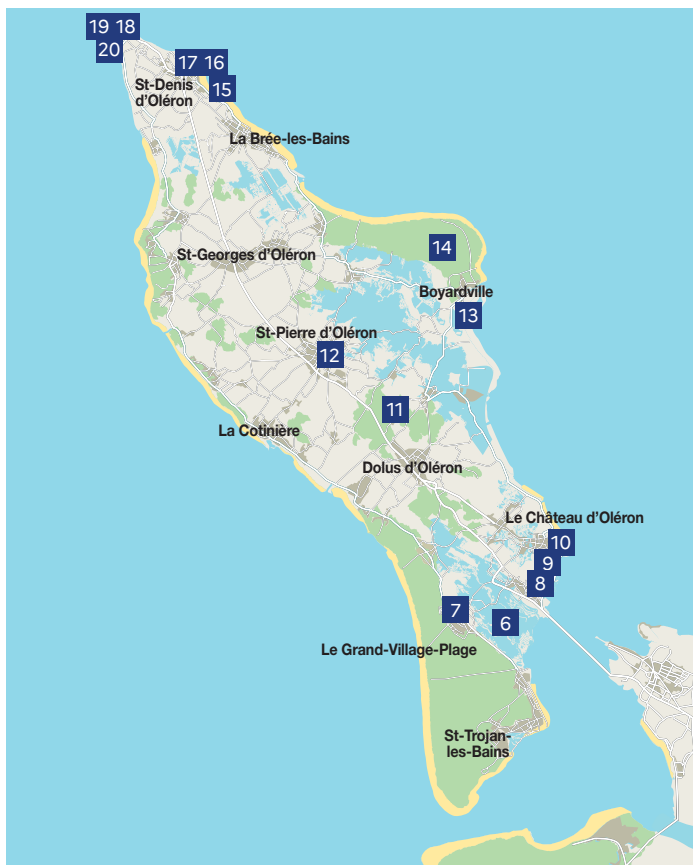 19 18
20
17 16
St-Denis
d'Oléron
15
La Brée-les-Bains
14
St-Georges d'Oléron
Boyardville
13
St-Pierre d'Oléron
12
11
La Cotinière
Dolus d'Oléron
Le Château d'Oléron
10
9
8
7
6
Le Grand-Village-Plage
St-Trojan-
les-Bains